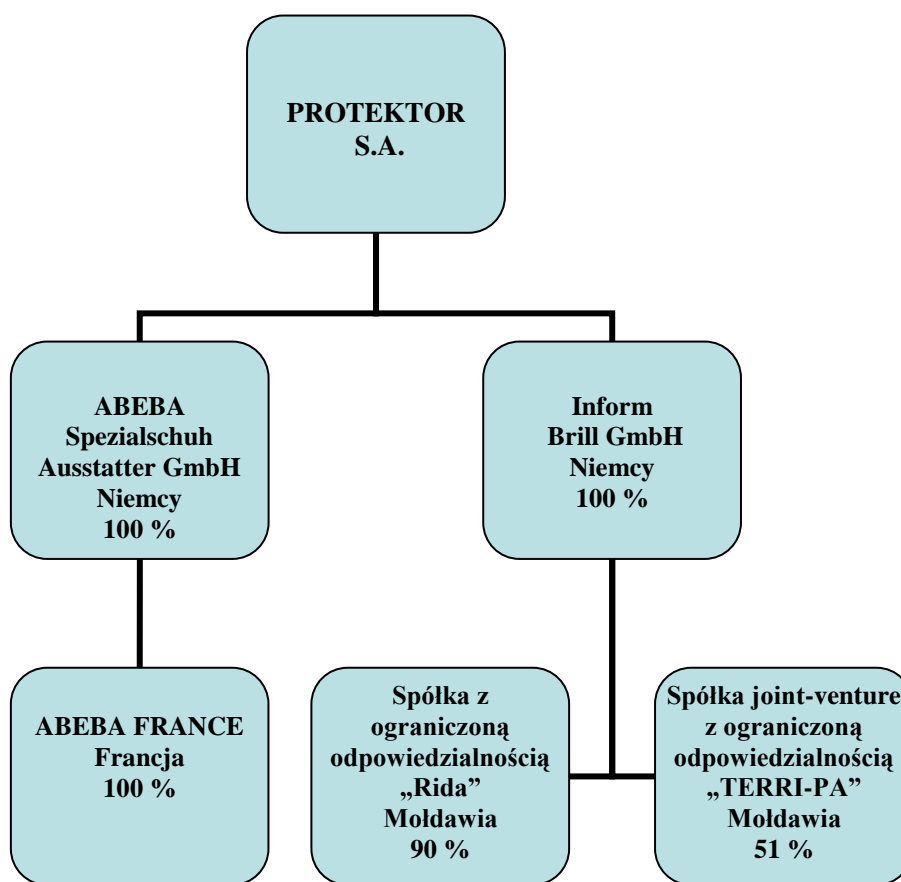 PROTEKTOR
S.A.
ABEBA
Spezialschuh
Ausstatter GmbH
Niemcy
100 %
Inform
Brill GmbH
Niemcy
100 %
ABEBA FRANCE
Francja
100 %
Spółka z
ograniczoną
odpowiedzialnością
„Rida”
Mołdawia
90 %
Spółka joint-venture
z ograniczoną
odpowiedzialnością
„TERRI-PA”
Mołdawia
51 %